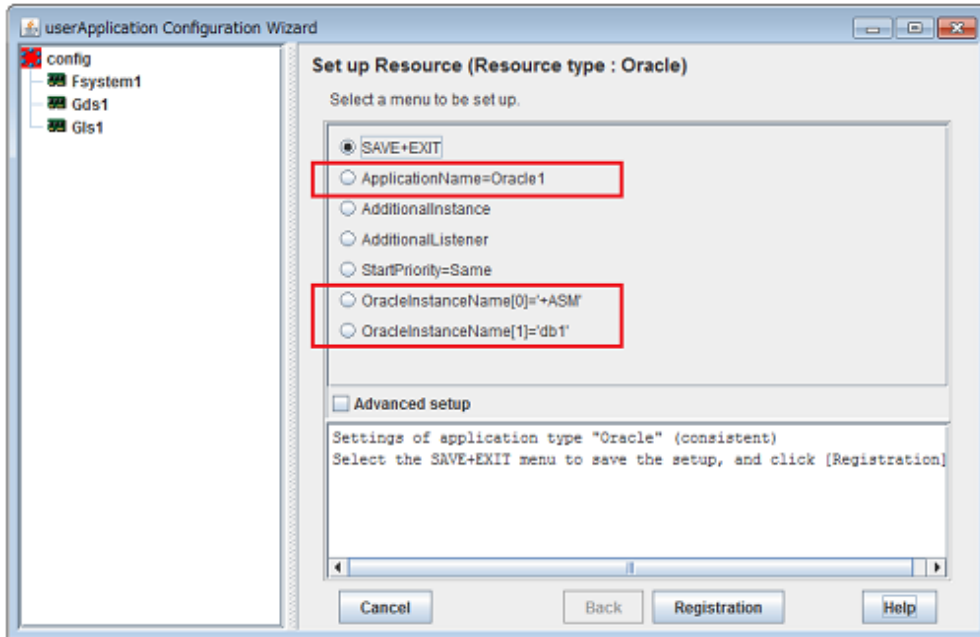 userApplication Configuration Wizard
config
Fsystem1
Gds1
Gls1
Set up Resource (Resource type : Oracle)
Select a menu to be set up.
SAVE+EXIT
ApplicationName=Oracle1
AdditionalInstance
AdditionalListener
StartPriority=Same
OracleInstanceName[0]='+ASM'
OracleInstanceName[1]='db1'
Advanced setup
Settings of application type "Oracle" (consistent)
Select the SAVE+EXIT menu to save the setup, and click [Registration]
Cancel
Back
Registration
Help